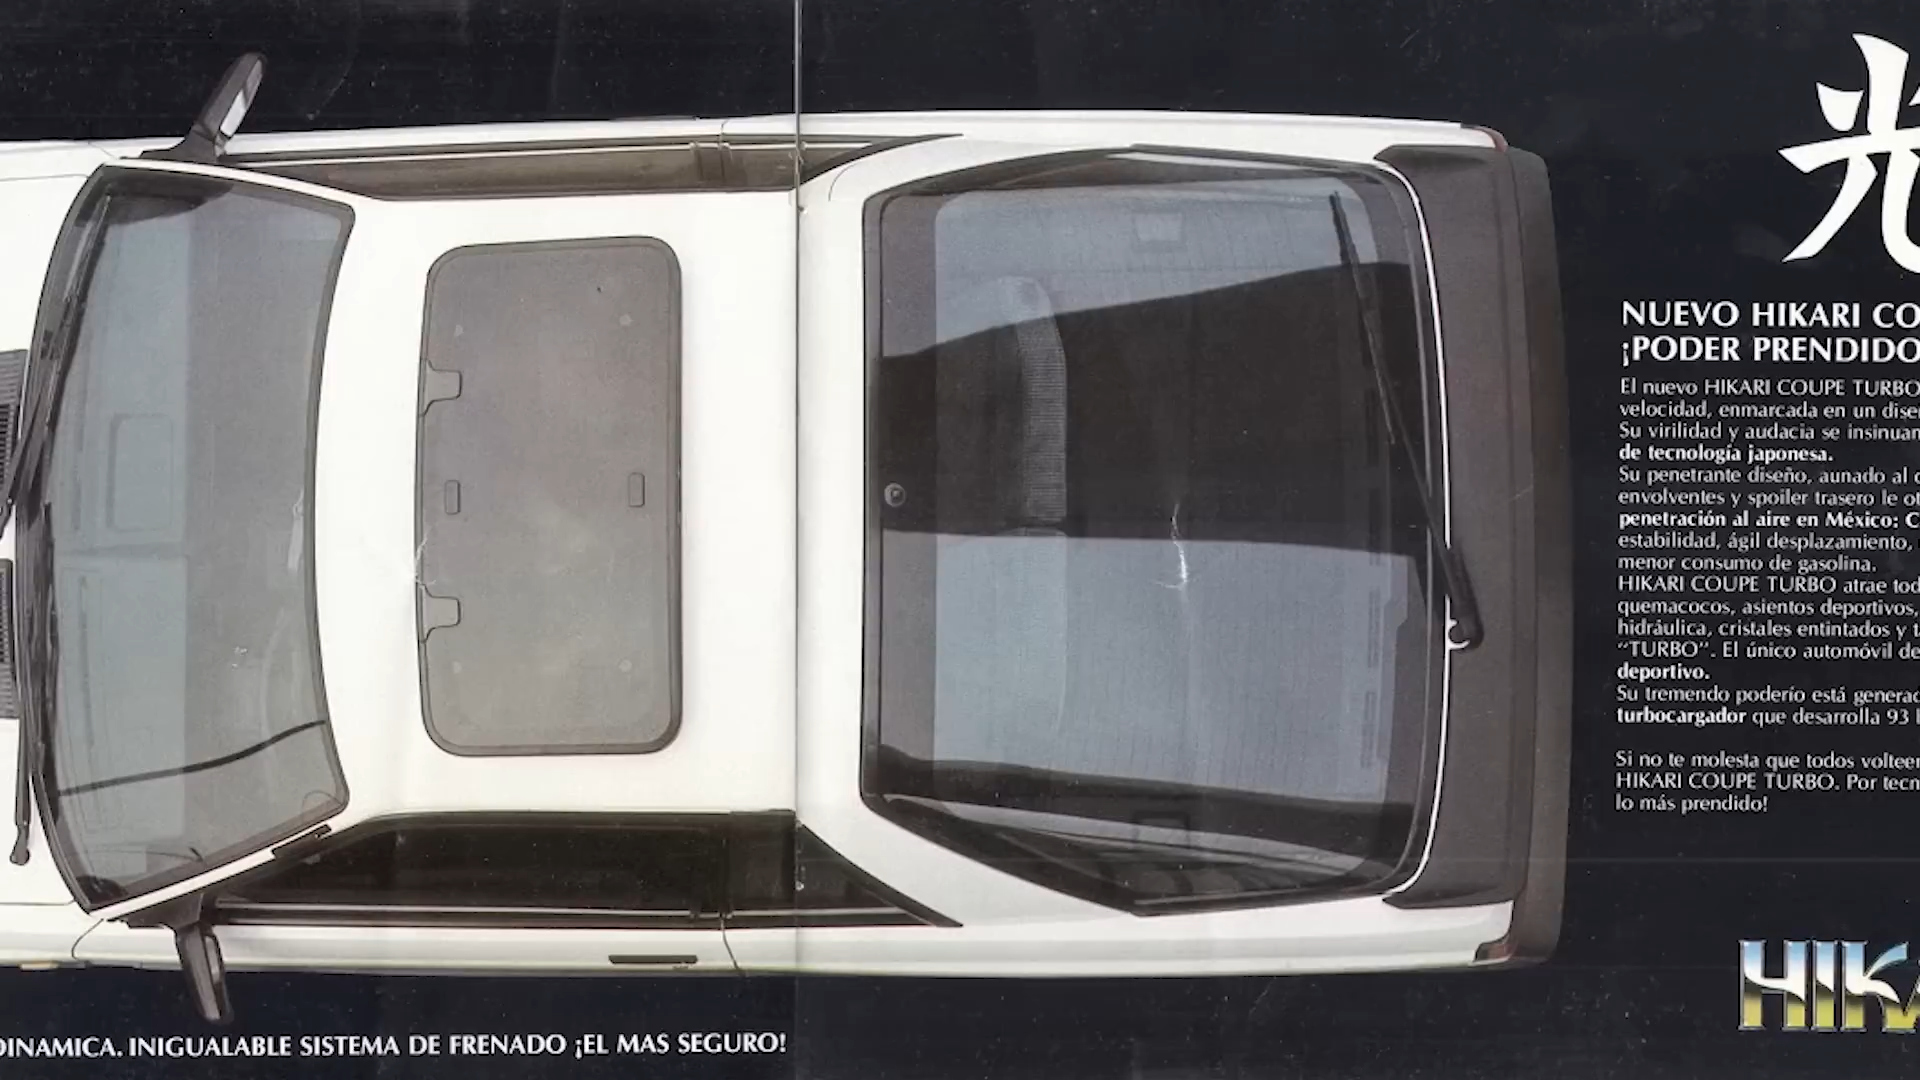 光
NUEVO HIKARI CO
¡PODER PRENDIDO
El nuevo HIKARI COUPE TURBO
velocidad, enmarcada en un dise
Su virilidad y audacia se insinuan
de tecnología japonesa.
Su penetrante diseño, aunado al c
envolventes y spoiler trasero le ot
penetración al aire en México: C
estabilidad, ágil desplazamiento,
menor consumo de gasolina.
HIKARI COUPE TURBO atrae tod
quemacocos, asientos deportivos,
hidráulica, cristales entintados y t
“TURBO”. El único automóvil de
deportivo.
Su tremendo poderío está generad
turbocargador que desarrolla 93
Si no te molesta que todos volteen
HIKARI COUPE TURBO. Por tecn
lo más prendido!
HIKA
DINAMICA. INIGUALABLE SISTEMA DE FRENADO ¡EL MAS SEGURO!